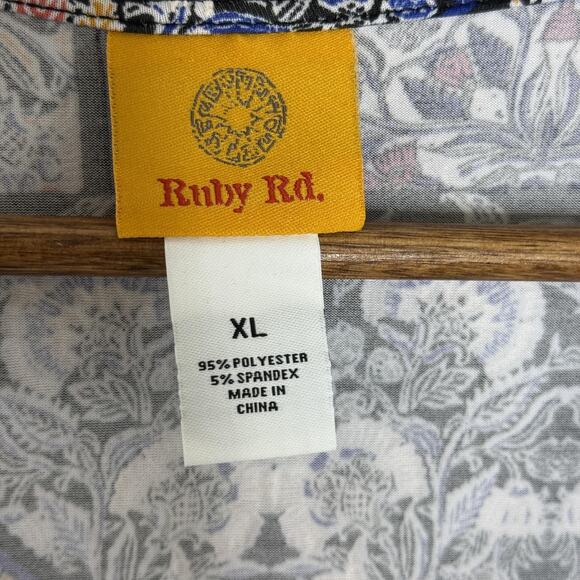 Ruby Rd.
XL
95% POLYESTER
5% SPANDEX
MADE IN
CHINA